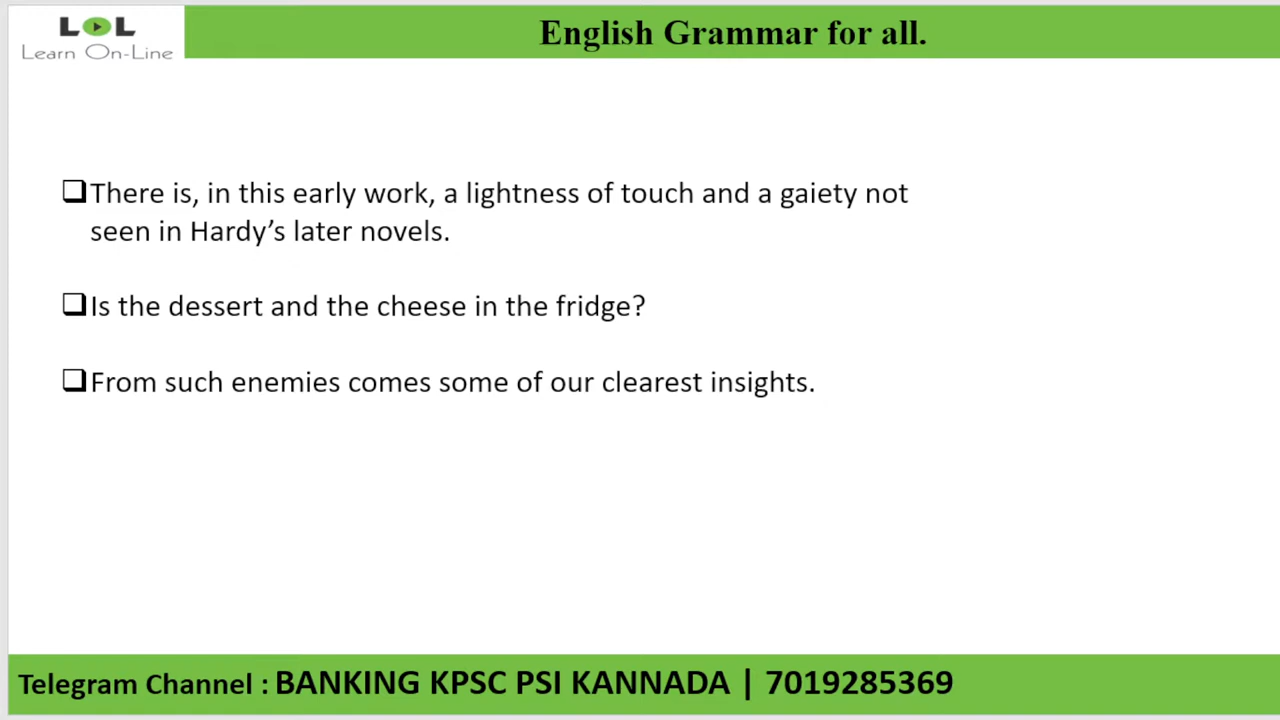 LOL
Learn On-Line
English Grammar for all.
❑There is, in this early work, a lightness of touch and a gaiety not
seen in Hardy’s later novels.
❑Is the dessert and the cheese in the fridge?
❑From such enemies comes some of our clearest insights.
Telegram Channel : BANKING KPSC PSI KANNADA | 7019285369